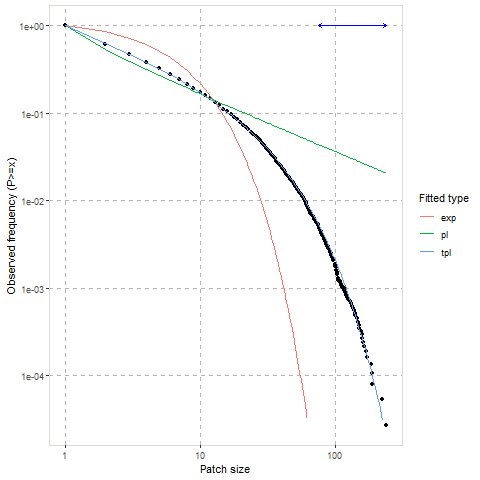 Observed frequency (P>=x)
1e+00
1e-01
1e-02
1e-03
1e-04
1
10
100
Patch size
Fitted type
exp
pl
tpl